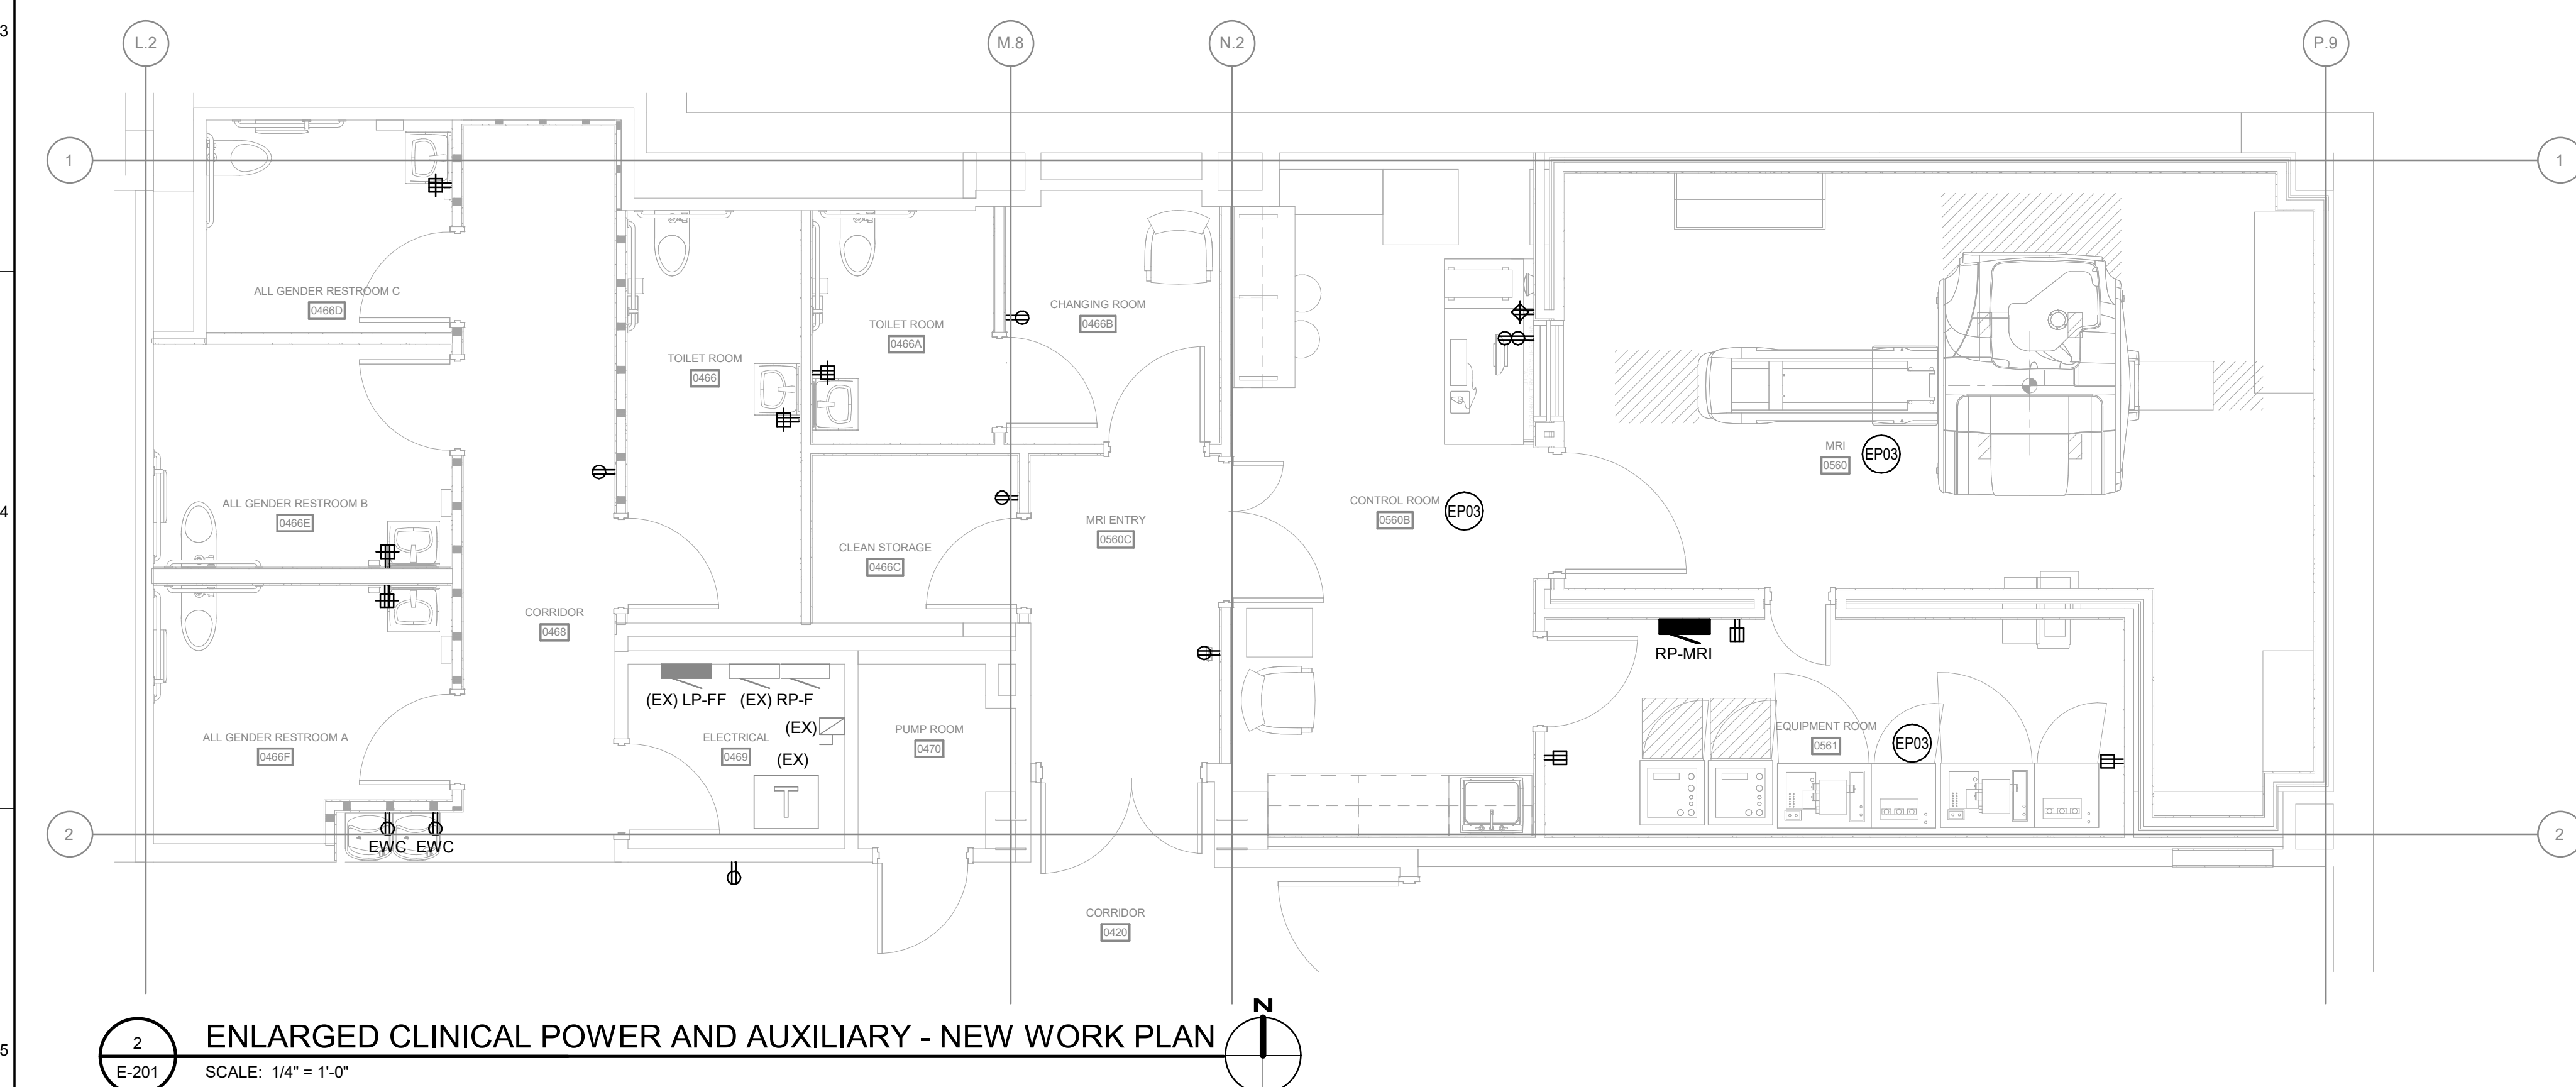 3
L.2
M.8
N.2
P.9
1
1
ALL GENDER RESTROOM C
0466D
CHANGING ROOM
0466B
TOILET ROOM
0466A
TOILET ROOM
0466
MRI
0560
EP03
ALL GENDER RESTROOM B
0466E
CONTROL ROOM
0560B
EP03
4
MRI ENTRY
0560C
CLEAN STORAGE
0466C
CORRIDOR
0468
RP-MRI
(EX) LP-FF
(EX) RP-F
(EX)
ALL GENDER RESTROOM A
0466F
ELECTRICAL
0469
(EX)
T
PUMP ROOM
0470
EQUIPMENT ROOM
0561
EP03
2
2
EWC
EWC
CORRIDOR
0420
N
2
E-201
ENLARGED CLINICAL POWER AND AUXILIARY - NEW WORK PLAN
SCALE: 1/4" = 1'-0"
5